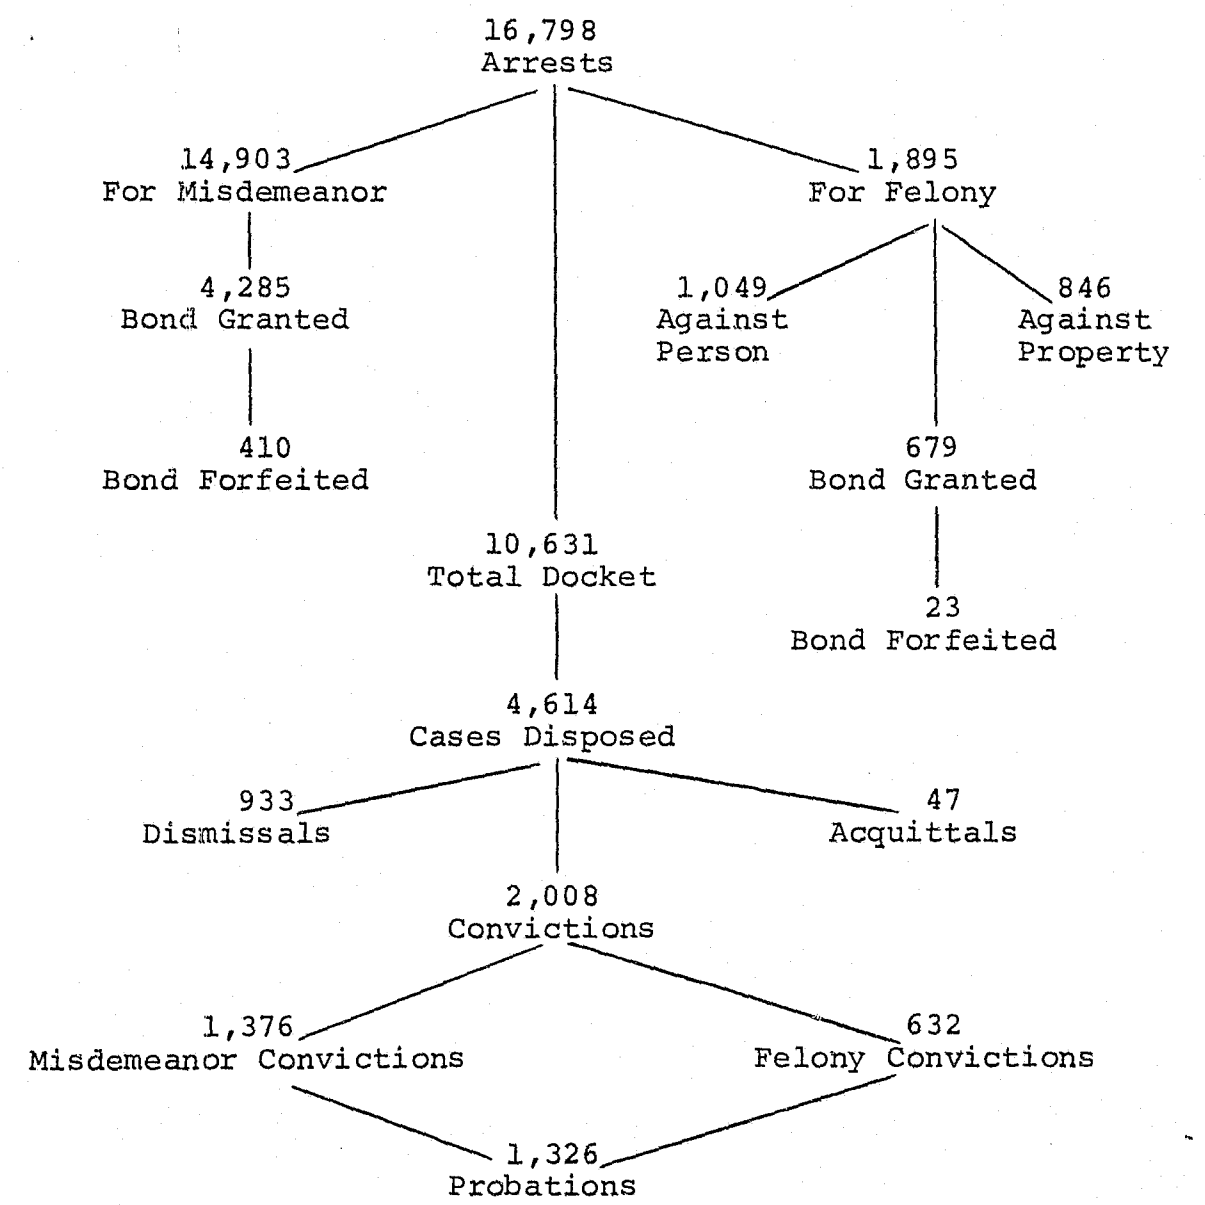 16,798
Arrests
14,903
For Misdemeanor
1,895
For Felony
4,285
Bond Granted
1,049
Against
Person
846
Against
Property
410
Bond Forfeited
679
Bond Granted
10,631
Total Docket
23
Bond Forfeited
4,614
Cases Disposed
933
Dismissals
47
Acquittals
2,008
Convictions
1,376
Misdemeanor Convictions
632
Felony Convictions
1,326
Probations